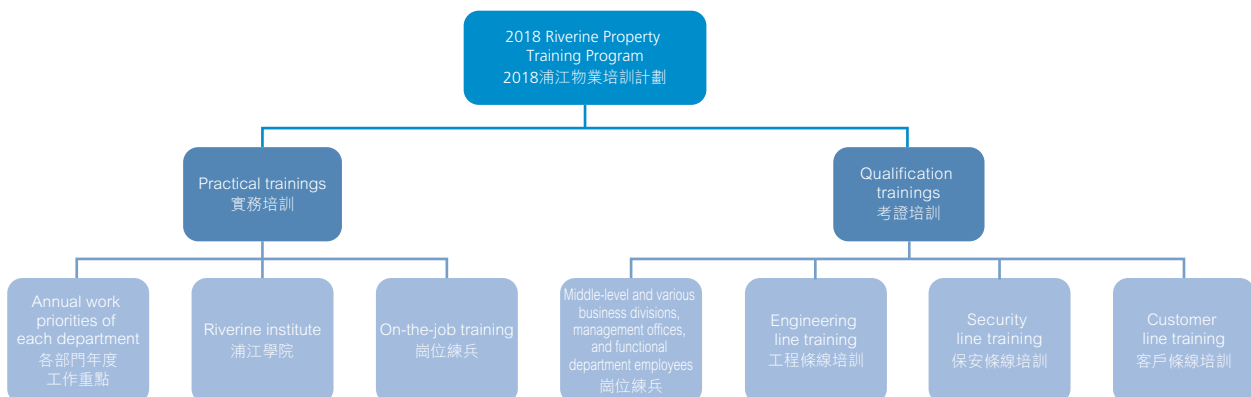 2018 Riverine Property
Training Program
2018浦江物業培訓計劃
Practical trainings
實務培訓
Qualification
trainings
考證培訓
Annual work
priorities of
each department
各部門年度
工作重點
Riverine institute
浦江學院
On-the-job training
崗位練兵
Middle-level and various
business divisions,
management offices,
and functional
department employees
崗位練兵
Engineering
line training
工程條線培訓
Security
line training
保安條線培訓
Customer
line training
客戶條線培訓